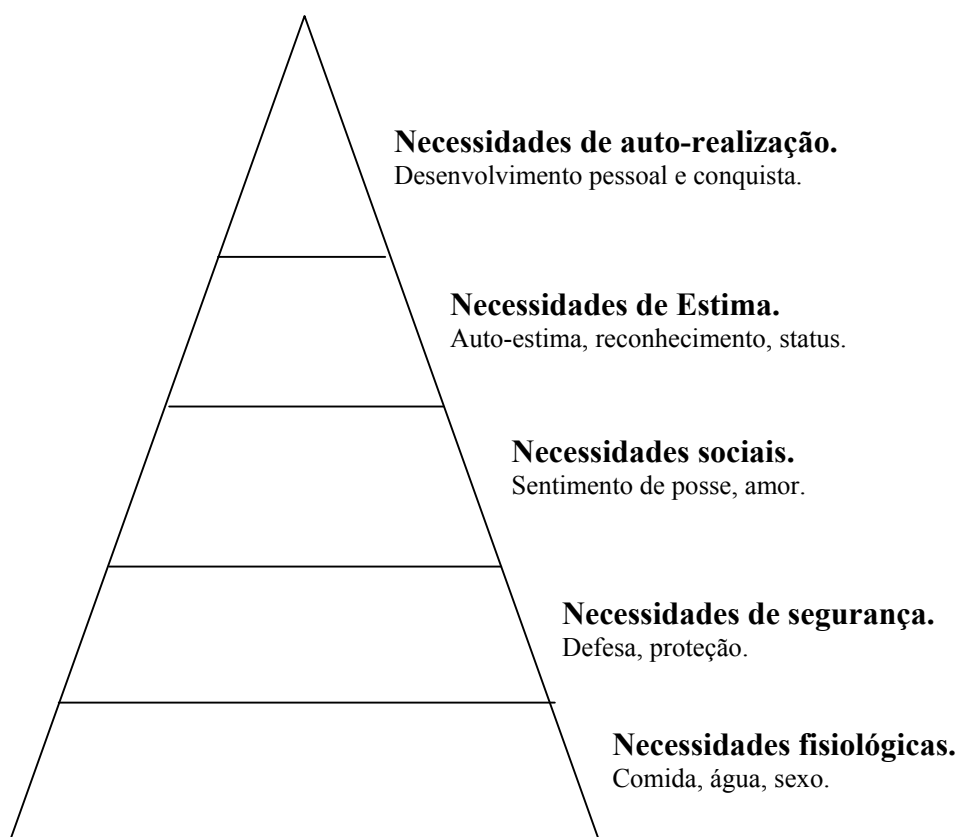 Necessidades de auto-realização.
Desenvolvimento pessoal e conquista.
Necessidades de Estima.
Auto-estima, reconhecimento, status.
Necessidades sociais.
Sentimento de posse, amor.
Necessidades de segurança.
Defesa, proteção.
Necessidades fisiológicas.
Comida, água, sexo.